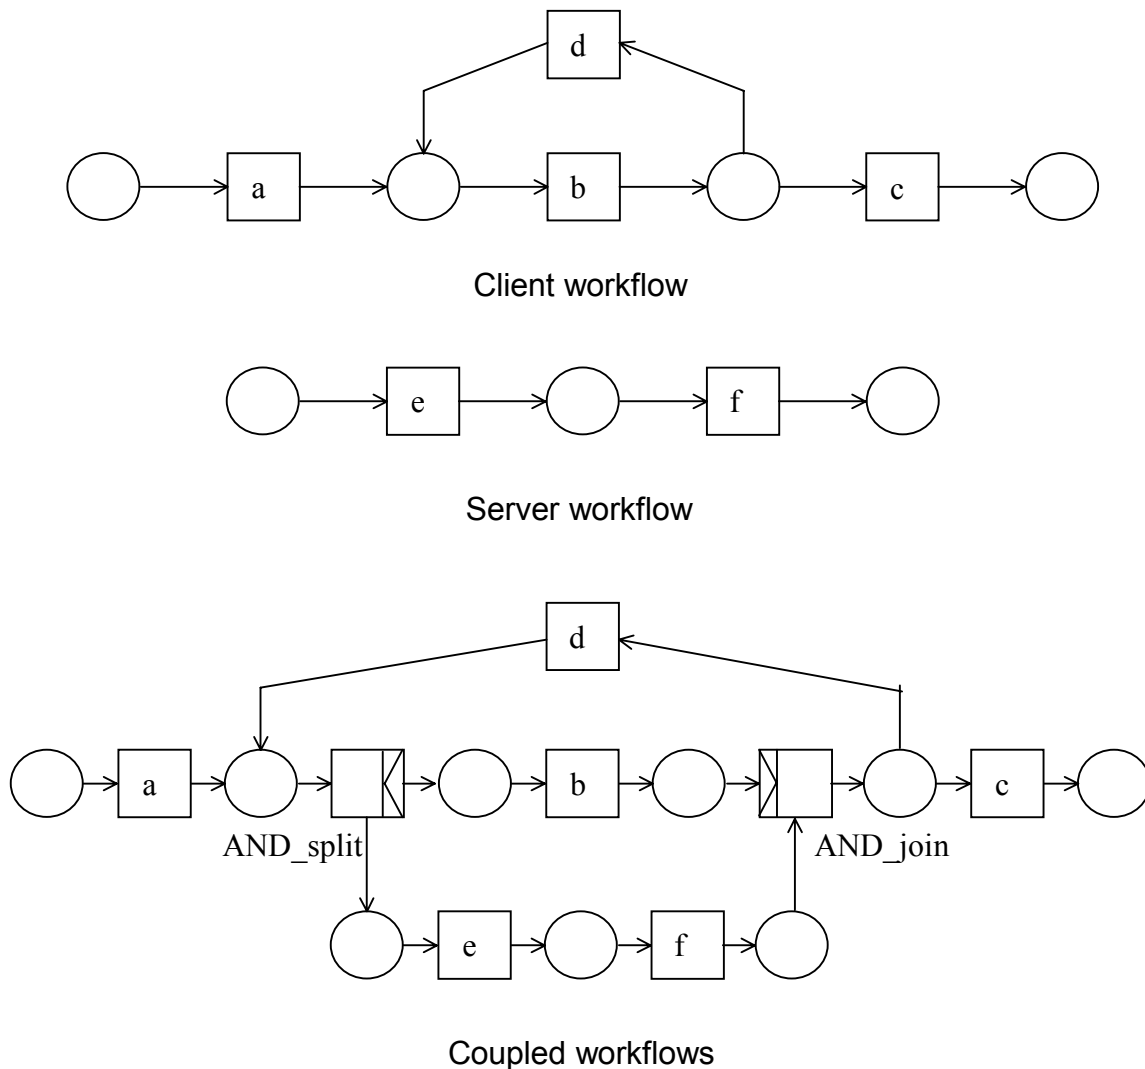 d
a b c
Client workflow
e f
Server workflow
d
a b c
AND_split AND_join
e f
Coupled workflows